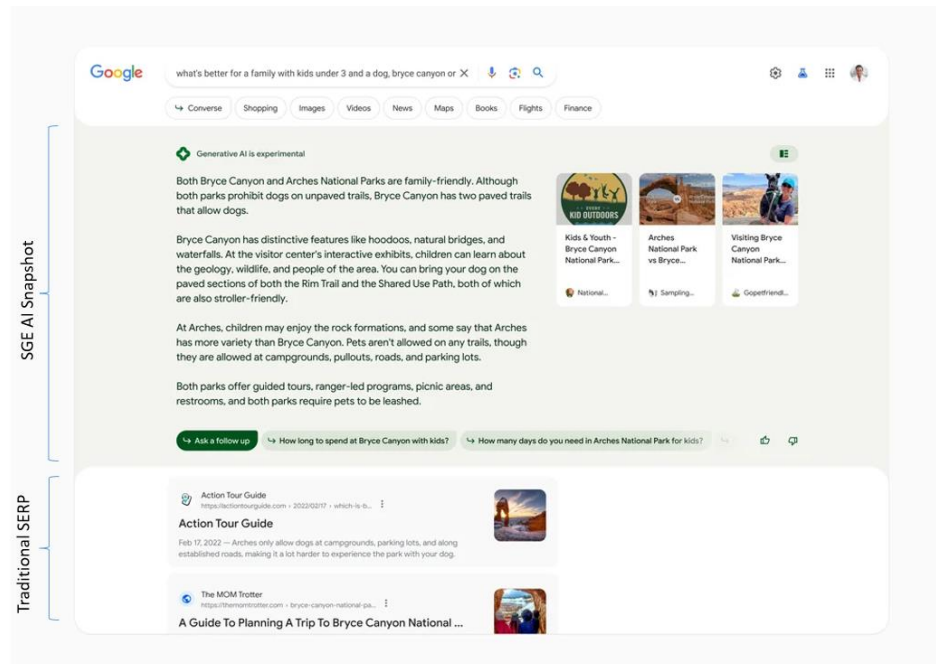 Google
what's better for a family with kids under 3 and a dog, bryce canyon or
Converse
Shopping
Images
Videos
News
Maps
Books
Flights
Finance
SGE AI Snapshot
Generative AI is experimental
Both Bryce Canyon and Arches National Parks are family-friendly. Although
both parks prohibit dogs on unpaved trails, Bryce Canyon has two paved trails
that allow dogs.
Bryce Canyon has distinctive features like hoodoos, natural bridges, and
waterfalls. At the visitor center's interactive exhibits, children can learn about
the geology, wildlife, and people of the area. You can bring your dog on the
paved sections of both the Rim Trail and the Shared Use Path, both of which
are also stroller-friendly.
At Arches, children may enjoy the rock formations, and some say that Arches
has more variety than Bryce Canyon. Pets aren't allowed on any trails, though
they are allowed at campgrounds, pullouts, roads, and parking lots.
Both parks offer guided tours, ranger-led programs, picnic areas, and
restrooms, and both parks require pets to be leashed.
EVERY
KID OUTDOORS
Kids & Youth -
Bryce Canyon
National Park...
National...
Arches
National Park
vs Bryce...
Sampling...
Visiting Bryce
Canyon
National Park...
Gopetfriendl...
Ask a follow up
How long to spend at Bryce Canyon with kids?
How many days do you need in Arches National Park for kids?
Traditional SERP
Action Tour Guide
https://actiontourguide.com › 2022/02/17 › which-is-b...
Action Tour Guide
Feb 17, 2022 — Arches only allow dogs at campgrounds, parking lots, and along
established roads, making it a lot harder to experience the park with your dog.
The MOM Trotter
https://themomtrotter.com › bryce-canyon-national-pa...
A Guide To Planning A Trip To Bryce Canyon National ...